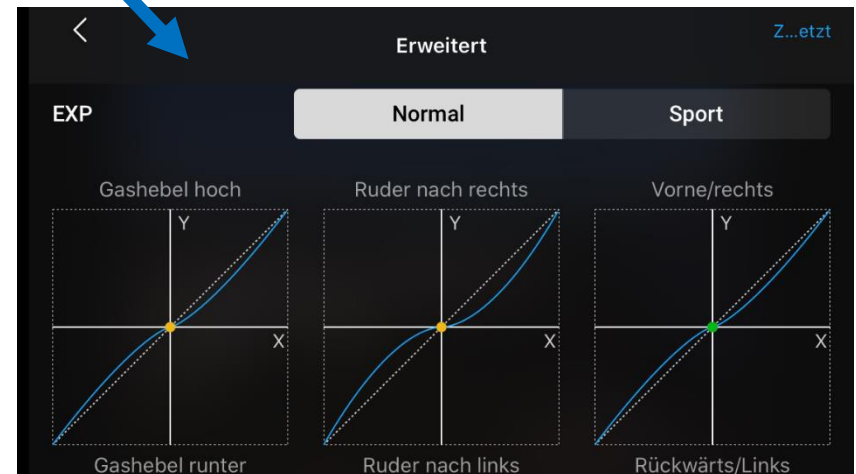 Erweitert
Z...etzt
EXP
Normal
Sport
Gashebel hoch
Ruder nach rechts
Vorne/rechts
Y
Y
Y
X
X
X
Gashebel runter
Ruder nach links
Rückwärts/Links